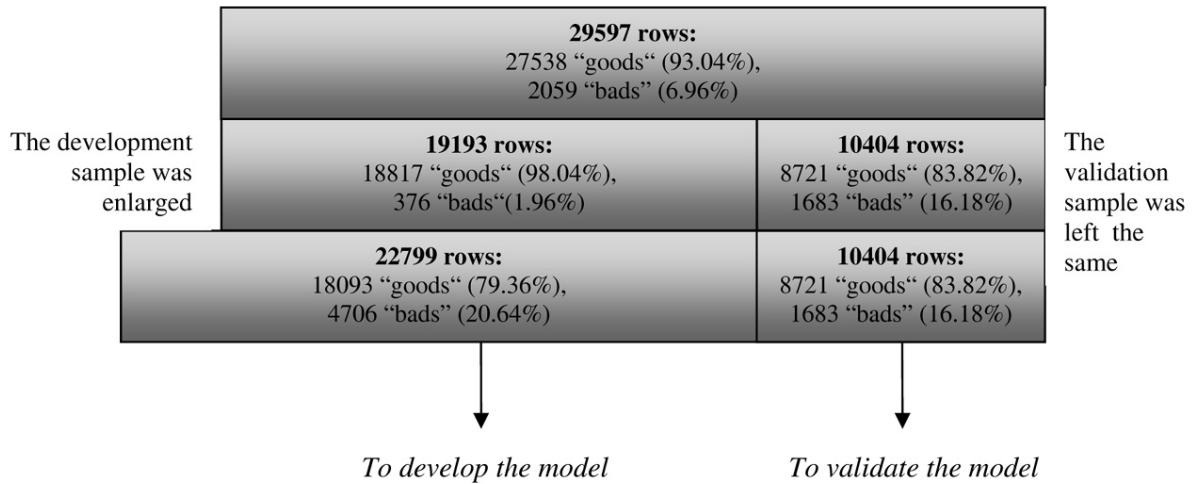 29597 rows:
27538 “goods“ (93.04%),
2059 “bads” (6.96%)
The development
sample was
enlarged
19193 rows:
18817 “goods“ (98.04%),
376 “bads“(1.96%)
10404 rows:
8721 “goods“ (83.82%),
1683 “bads” (16.18%)
The
validation
sample was
left the
same
22799 rows:
18093 “goods“ (79.36%),
4706 “bads” (20.64%)
10404 rows:
8721 “goods“ (83.82%),
1683 “bads” (16.18%)
To develop the model
To validate the model